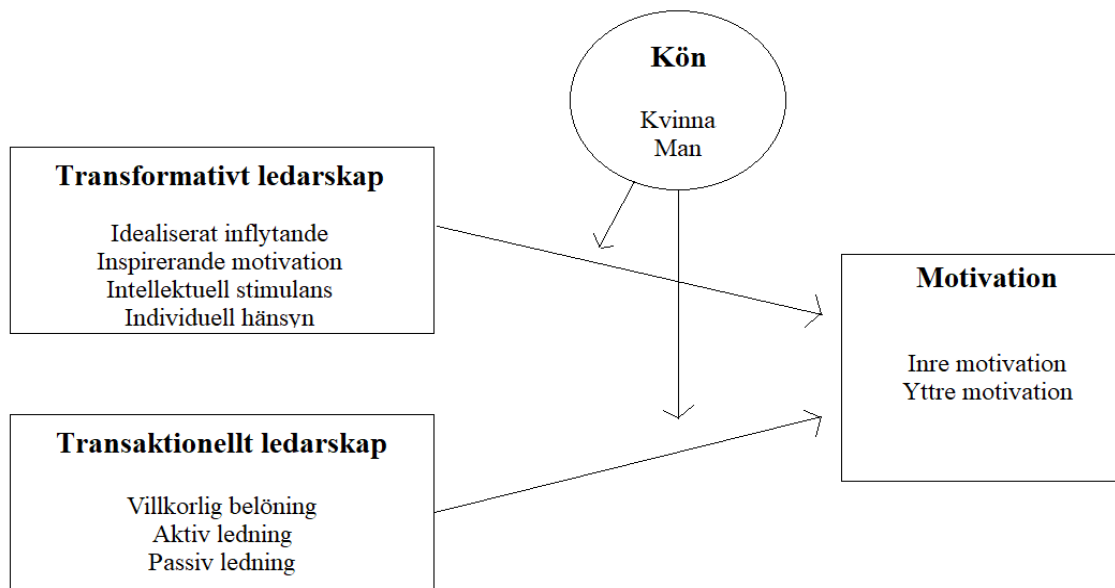 Kön
Kvinna
Man
Transformativt ledarskap
Idealiserat inflytande
Inspirerande motivation
Intellektuell stimulans
Individuell hänsyn
Motivation
Inre motivation
Yttre motivation
Transaktionellt ledarskap
Villkorlig belöning
Aktiv ledning
Passiv ledning